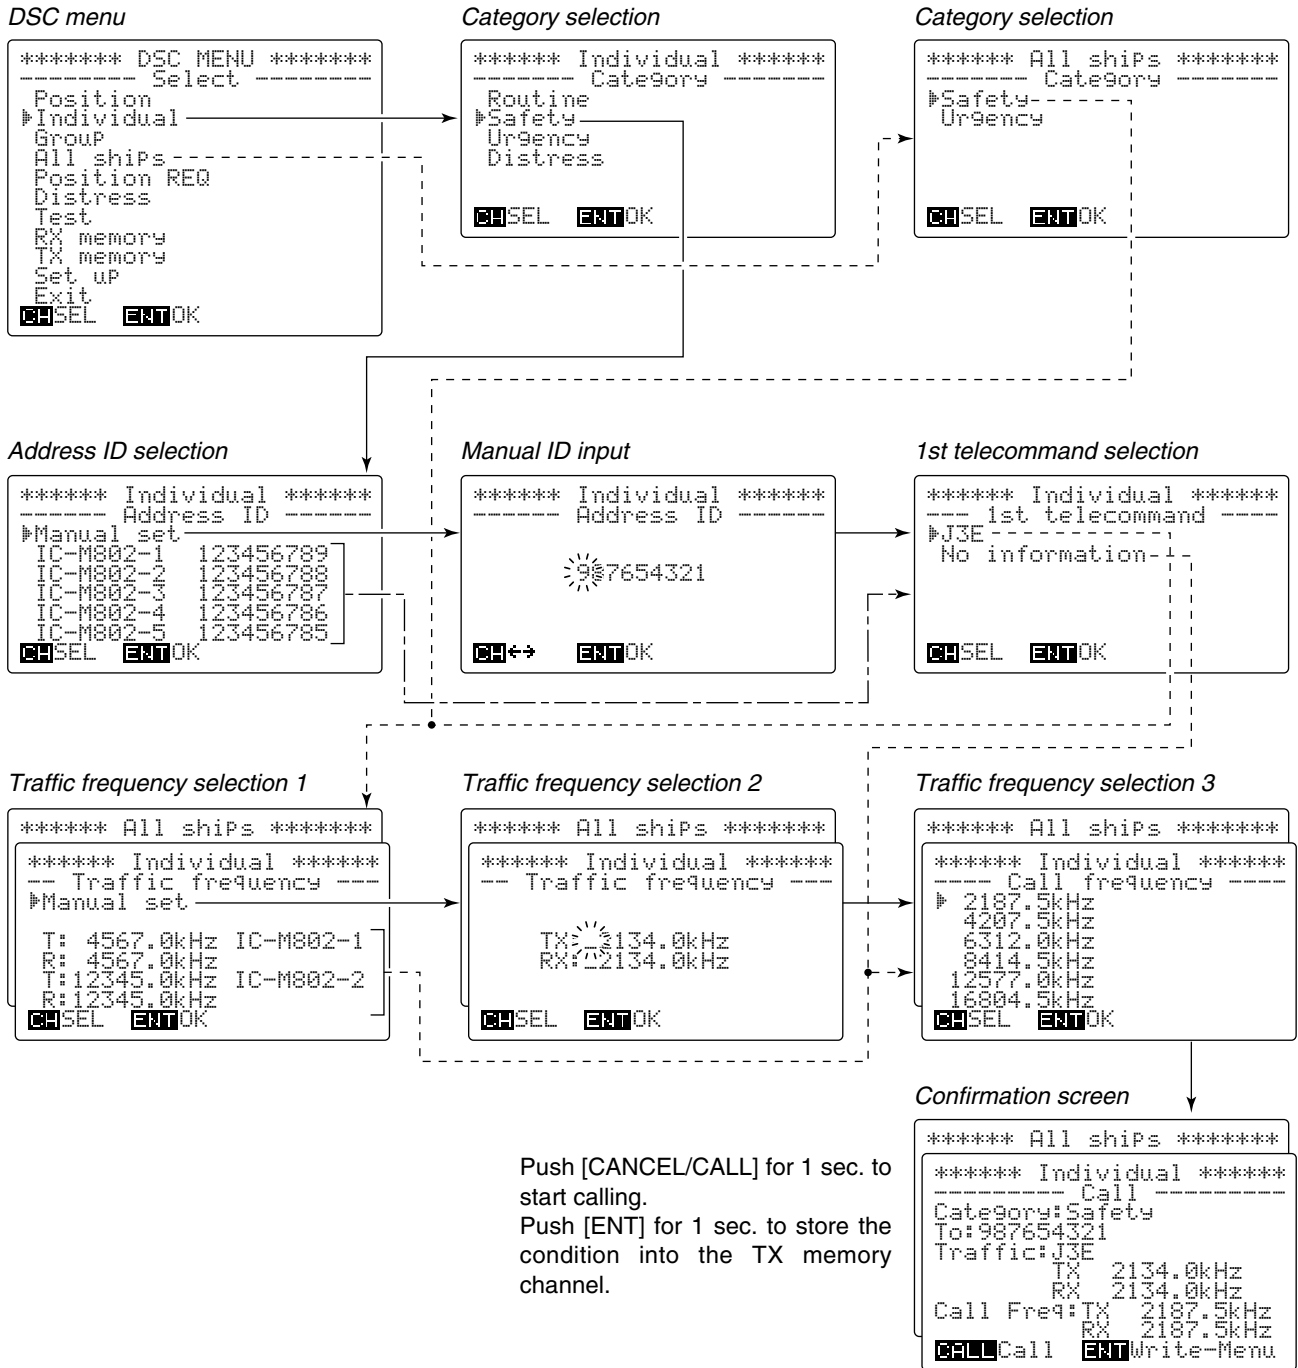 DSC menu
******* DSC MENU *******
-------- Select --------
Position
Individual
Group
All ships
Position REQ
Distress
Test
RX memory
TX memory
Set up
Exit
CH SEL ENT OK
Category selection
****** Individual ******
------- Category -------
Routine
Safety
Urgency
Distress
CH SEL ENT OK
Category selection
****** All ships *******
------- Category -------
Safety
Urgency
CH SEL ENT OK
Address ID selection
****** Individual ******
------ Address ID ------
Manual set
IC-M802-1 123456789
IC-M802-2 123456788
IC-M802-3 123456787
IC-M802-4 123456786
IC-M802-5 123456785
CH SEL ENT OK
Manual ID input
****** Individual ******
------ Address ID ------
987654321
CH ↔ ENT OK
1st telecommand selection
****** Individual ******
--- 1st telecommand ----
J3E
No information
CH SEL ENT OK
Traffic frequency selection 1
****** All ships *******
****** Individual ******
-- Traffic frequency ---
Manual set
T: 4567.0kHz IC-M802-1
R: 4567.0kHz
T:12345.0kHz IC-M802-2
R:12345.0kHz
CH SEL ENT OK
Traffic frequency selection 2
****** All ships *******
****** Individual ******
-- Traffic frequency ---
TX:_2134.0kHz
RX:_2134.0kHz
CH SEL ENT OK
Traffic frequency selection 3
****** All ships *******
****** Individual ******
---- Call frequency ----
2187.5kHz
4207.5kHz
6312.0kHz
8414.5kHz
12577.0kHz
16804.5kHz
CH SEL ENT OK
Confirmation screen
****** All ships *******
****** Individual ******
--------- Call ---------
Category:Safety
To:987654321
Traffic:J3E
TX 2134.0kHz
RX 2134.0kHz
Call Freq:TX 2187.5kHz
RX 2187.5kHz
CALL Call ENT Write-Menu
Push [CANCEL/CALL] for 1 sec. to
start calling.
Push [ENT] for 1 sec. to store the
condition into the TX memory
channel.